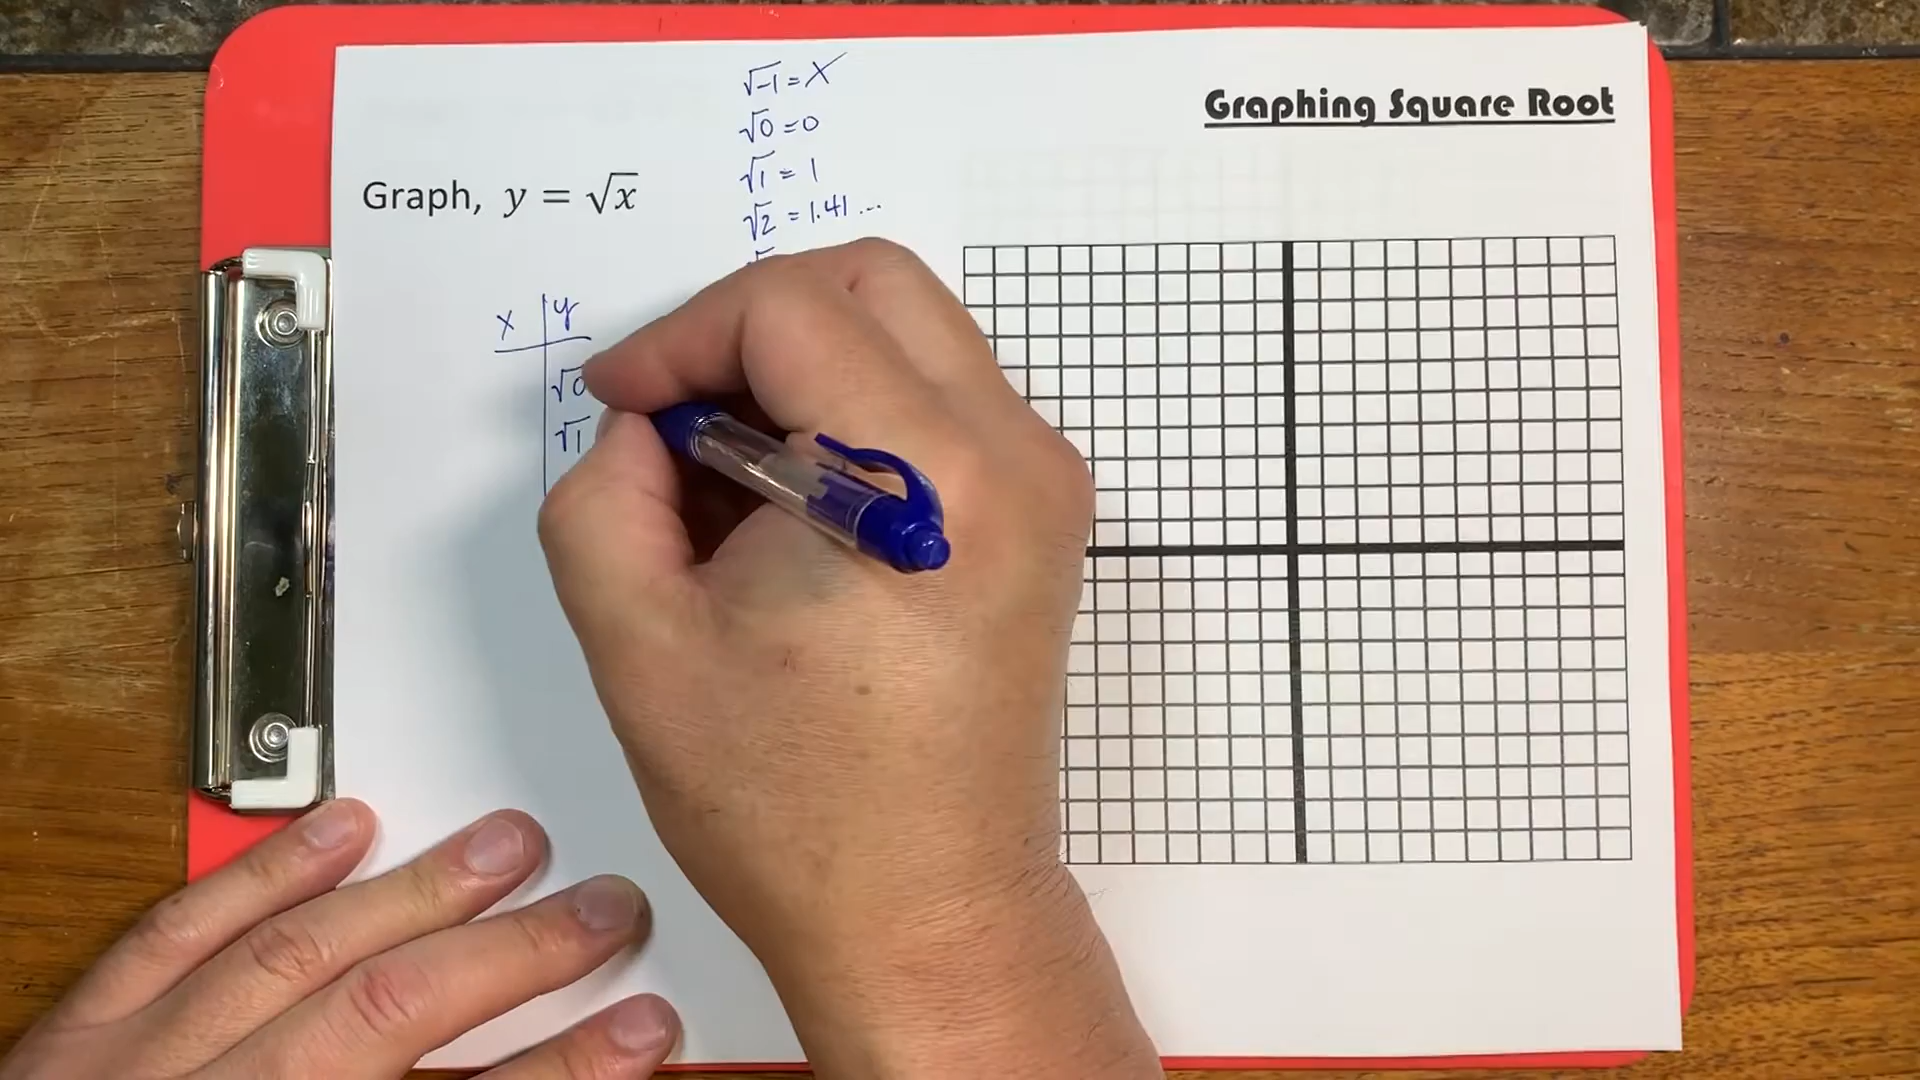 Graphing Square Root
Graph, y = √x
√-1 = X
√0 = 0
√1 = 1
√2 = 1.41 ...
x y
√0
√1